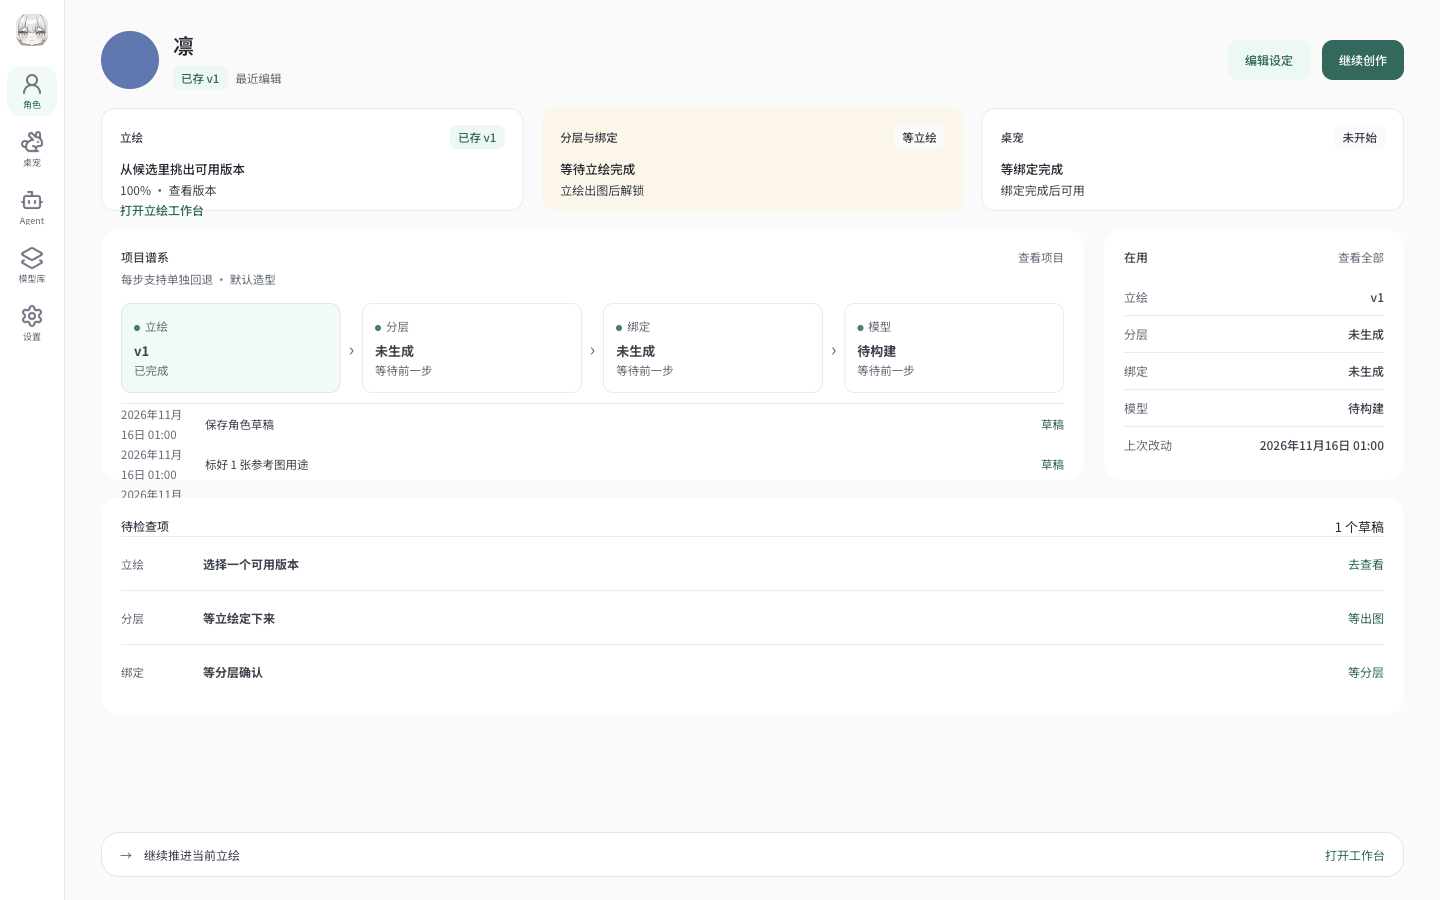 角色
桌宠
Agent
模型库
设置
凛
已存 v1
最近编辑
编辑设定
继续创作
立绘
已存 v1
从候选里挑出可用版本
100% · 查看版本
打开立绘工作台
分层与绑定
等立绘
等待立绘完成
立绘出图后解锁
桌宠
未开始
等绑定完成
绑定完成后可用
项目谱系
查看项目
每步支持单独回退 · 默认造型
立绘
v1
已完成
›
分层
未生成
等待前一步
›
绑定
未生成
等待前一步
›
模型
待构建
等待前一步
2026年11月
16日 01:00
保存角色草稿
草稿
2026年11月
16日 01:00
标好 1 张参考图用途
草稿
2026年11月
在用
查看全部
立绘
v1
分层
未生成
绑定
未生成
模型
待构建
上次改动
2026年11月16日 01:00
待检查项
1 个草稿
立绘
选择一个可用版本
去查看
分层
等立绘定下来
等出图
绑定
等分层确认
等分层
→ 继续推进当前立绘
打开工作台